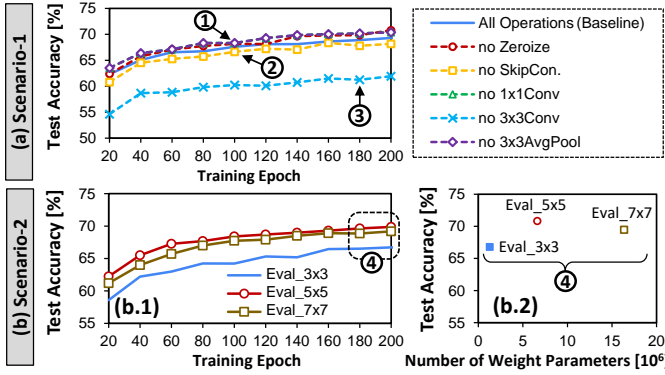 (a) Scenario-1
Test Accuracy [%]
75
70
65
60
55
50
20 40 60 80 100 120 140 160 180 200
Training Epoch
1
2
3
All Operations (Baseline)
no Zeroize
no SkipCon.
no 1x1Conv
no 3x3Conv
no 3x3AvgPool
(b) Scenario-2
Test Accuracy [%]
75
70
65
60
55
20 40 60 80 100 120 140 160 180 200
Training Epoch
(b.1)
Eval_3x3
Eval_5x5
Eval_7x7
4
Test Accuracy [%]
75
70
65
60
55
0 5 10 15 20
Number of Weight Parameters [10⁶]
Eval_5x5
Eval_7x7
Eval_3x3
4
(b.2)